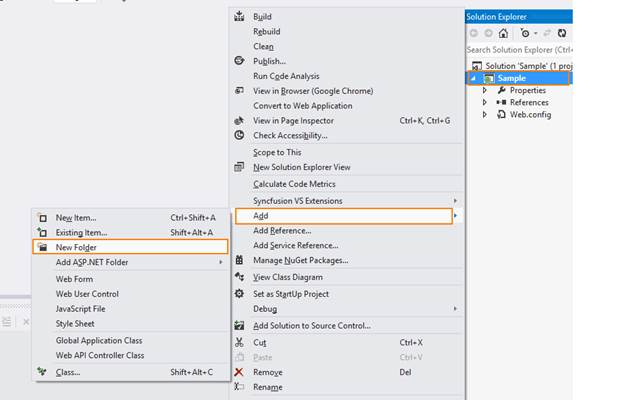 Build
Rebuild
Clean
Publish...
Run Code Analysis
View in Browser (Google Chrome)
Convert to Web Application
View in Page Inspector Ctrl+K, Ctrl+G
Check Accessibility...
Scope to This
New Solution Explorer View
Calculate Code Metrics
Syncfusion VS Extensions
Add
Add Reference...
Add Service Reference...
Manage NuGet Packages...
View Class Diagram
Set as StartUp Project
Debug
Add Solution to Source Control...
Cut Ctrl+X
Paste Ctrl+V
Remove Del
Rename
New Item... Ctrl+Shift+A
Existing Item... Shift+Alt+A
New Folder
Add ASP.NET Folder
Web Form
Web User Control
JavaScript File
Style Sheet
Global Application Class
Web API Controller Class
Class... Shift+Alt+C
Solution Explorer
Search Solution Explorer (Ctrl+
Solution 'Sample' (1 proj
Sample
Properties
References
Web.config